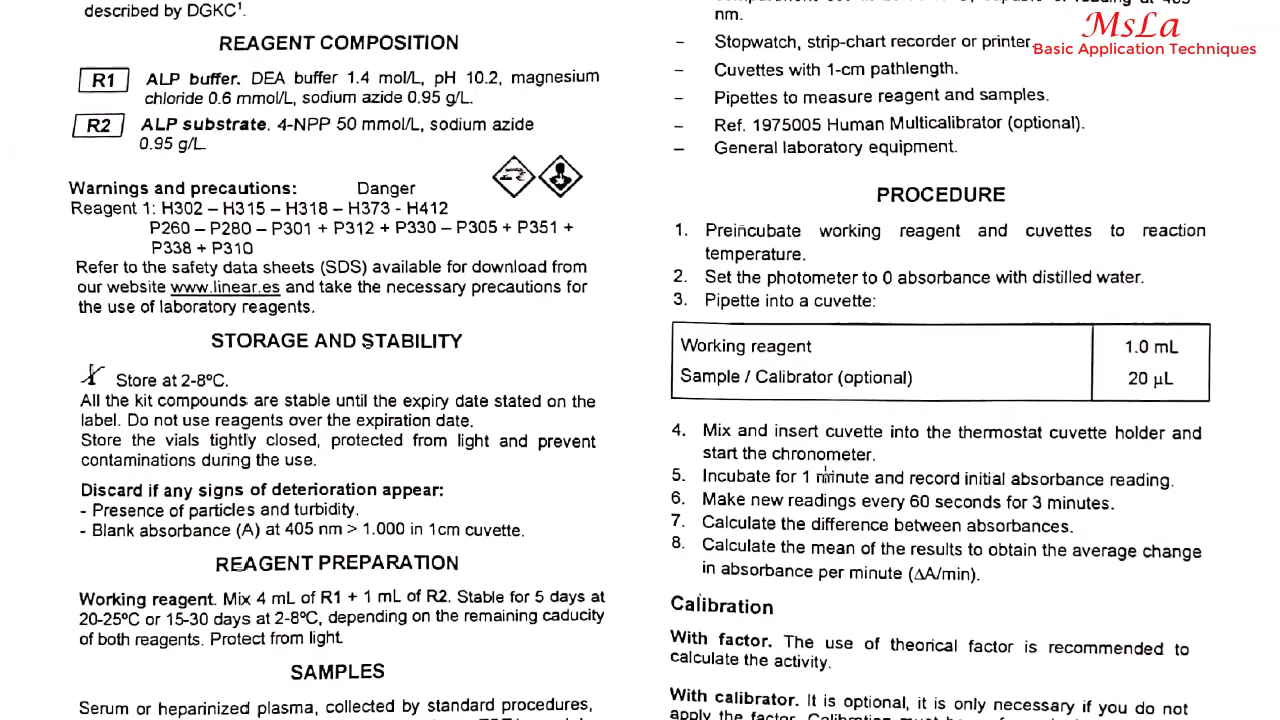 described by DGKC¹.
REAGENT COMPOSITION
R1 ALP buffer. DEA buffer 1.4 mol/L, pH 10.2, magnesium
chloride 0.6 mmol/L, sodium azide 0.95 g/L.
R2 ALP substrate. 4-NPP 50 mmol/L, sodium azide
0.95 g/L.
Warnings and precautions: Danger
Reagent 1: H302 – H315 – H318 – H373 - H412
P260 – P280 – P301 + P312 + P330 – P305 + P351 +
P338 + P310
Refer to the safety data sheets (SDS) available for download from
our website www.linear.es and take the necessary precautions for
the use of laboratory reagents.
STORAGE AND STABILITY
Store at 2-8ºC.
All the kit compounds are stable until the expiry date stated on the
label. Do not use reagents over the expiration date.
Store the vials tightly closed, protected from light and prevent
contaminations during the use.
Discard if any signs of deterioration appear:
- Presence of particles and turbidity.
- Blank absorbance (A) at 405 nm > 1.000 in 1cm cuvette.
REAGENT PREPARATION
Working reagent. Mix 4 mL of R1 + 1 mL of R2. Stable for 5 days at
20-25ºC or 15-30 days at 2-8ºC, depending on the remaining caducity
of both reagents. Protect from light.
SAMPLES
Serum or heparinized plasma, collected by standard procedures,
nm.
– Stopwatch, strip-chart recorder or printer.
– Cuvettes with 1-cm pathlength.
– Pipettes to measure reagent and samples.
– Ref. 1975005 Human Multicalibrator (optional).
– General laboratory equipment.
PROCEDURE
1. Preincubate working reagent and cuvettes to reaction
temperature.
2. Set the photometer to 0 absorbance with distilled water.
3. Pipette into a cuvette:
Working reagent 1.0 mL
Sample / Calibrator (optional) 20 µL
4. Mix and insert cuvette into the thermostat cuvette holder and
start the chronometer.
5. Incubate for 1 minute and record initial absorbance reading.
6. Make new readings every 60 seconds for 3 minutes.
7. Calculate the difference between absorbances.
8. Calculate the mean of the results to obtain the average change
in absorbance per minute (∆A/min).
Calibration
With factor. The use of theorical factor is recommended to
calculate the activity.
With calibrator. It is optional, it is only necessary if you do not
MsLa
Basic Application Techniques